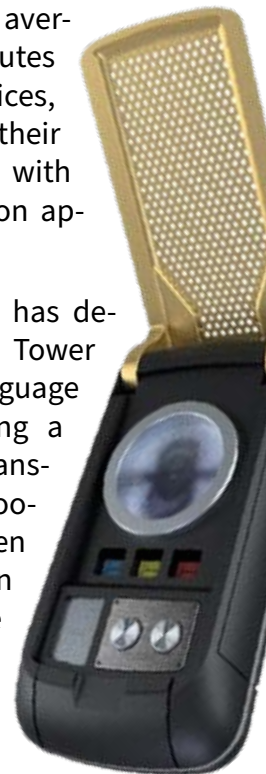 aver-
utes
ices,
their
with
on ap-
has de-
Tower
guage
ng a
ans-
oo-
en
n